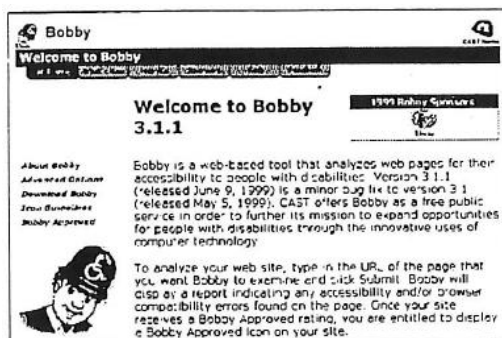 Bobby
CAST
Welcome to Bobby
Welcome to Bobby
3.1.1
1999 Bobby Sponsors
About Bobby
Advanced Options
Download Bobby
Icon Guidelines
Bobby Approved
Bobby is a web-based tool that analyzes web pages for their
accessibility to people with disabilities. Version 3.1.1
(released June 9, 1999) is a minor bug fix to version 3.1
(released May 5, 1999). CAST offers Bobby as a free public
service in order to further its mission to expand opportunities
for people with disabilities through the innovative uses of
computer technology
To analyze your web site, type in the URL of the page that
you want Bobby to examine and click Submit. Bobby will
display a report indicating any accessibility and/or browser
compatibility errors found on the page. Once your site
receives a Bobby Approved rating, you are entitled to display
a Bobby Approved icon on your site.